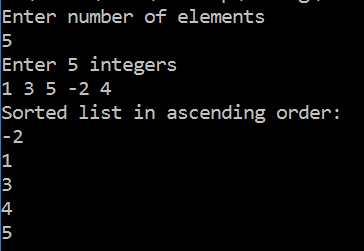 Enter number of elements
5
Enter 5 integers
1 3 5 -2 4
Sorted list in ascending order:
-2
1
3
4
5